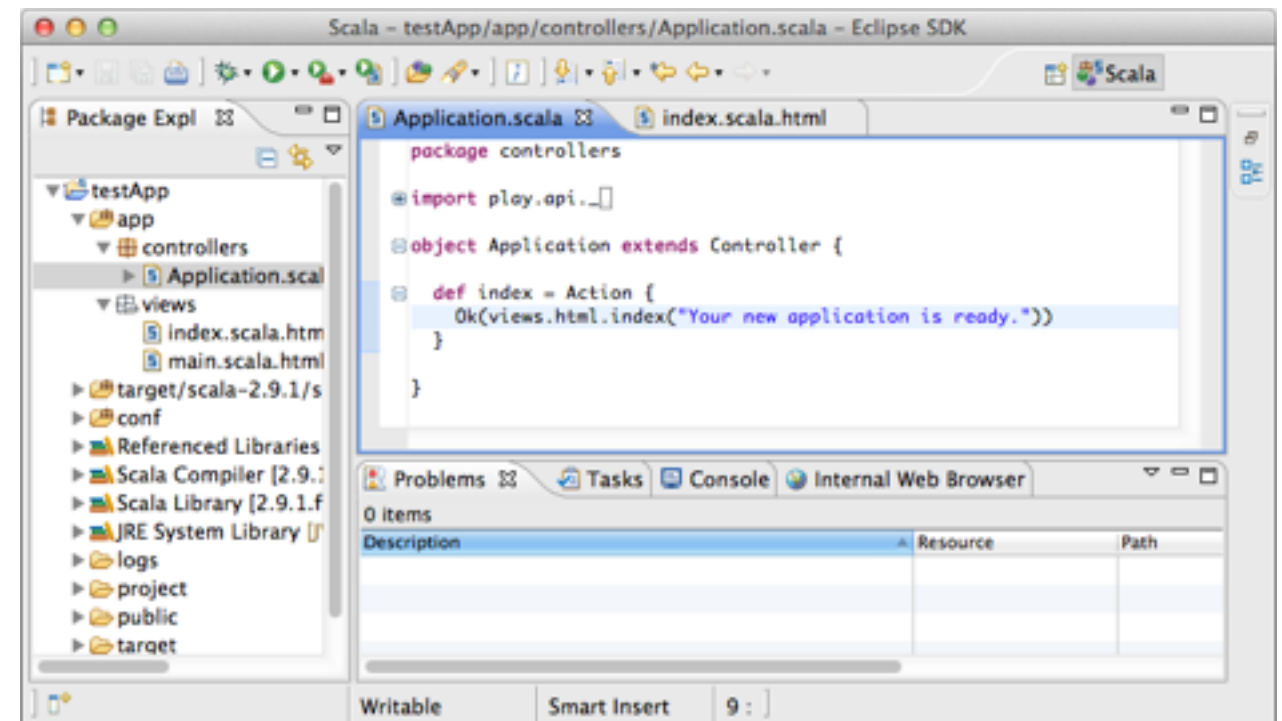 Scala – testApp/app/controllers/Application.scala – Eclipse SDK
Scala
Package Expl
testApp
app
controllers
Application.scal
views
index.scala.htm
main.scala.html
target/scala-2.9.1/s
conf
Referenced Libraries
Scala Compiler [2.9.
Scala Library [2.9.1.f
JRE System Library [
logs
project
public
target
Application.scala
index.scala.html
package controllers
import play.api._
object Application extends Controller {
def index = Action {
Ok(views.html.index("Your new application is ready."))
}
}
Problems Tasks Console Internal Web Browser
0 items
Description Resource Path
Writable Smart Insert 9 :